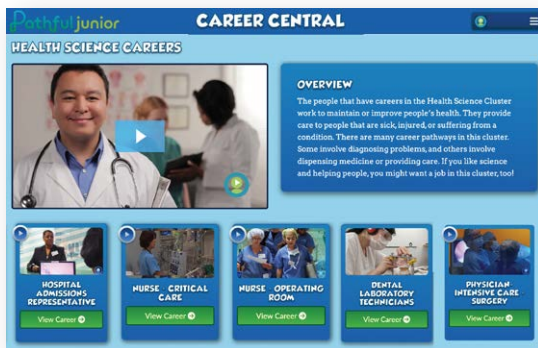 Pathfuljunior
CAREER CENTRAL
HEALTH SCIENCE CAREERS
OVERVIEW
The people that have careers in the Health Science Cluster
work to maintain or improve people's health. They provide
care to people that are sick, injured, or suffering from a
condition. There are many career pathways in this cluster.
Some involve diagnosing problems, and others involve
dispensing medicine or providing care. If you like science
and helping people, you might want a job in this cluster, too!
HOSPITAL
ADMISSIONS
REPRESENTATIVE
View Career
NURSE CRITICAL
CARE
View Career
NURSE OPERATING
ROOM
View Career
DENTAL
LABORATORY
TECHNICIANS
View Career
PHYSICIAN
INTENSIVE CARE
SURGERY
View Career